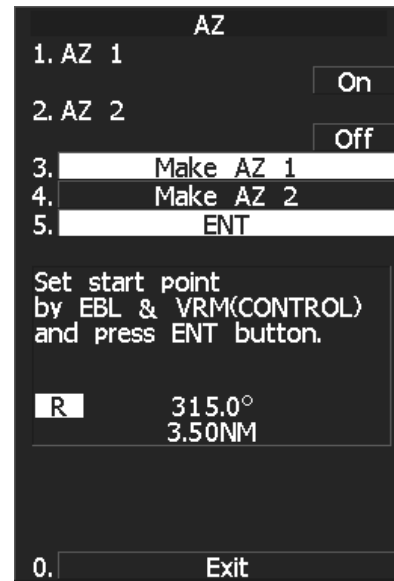 AZ
1. AZ 1
On
2. AZ 2
Off
3. Make AZ 1
4. Make AZ 2
5. ENT
Set start point
by EBL & VRM(CONTROL)
and press ENT button.
R 315.0°
3.50NM
0. Exit